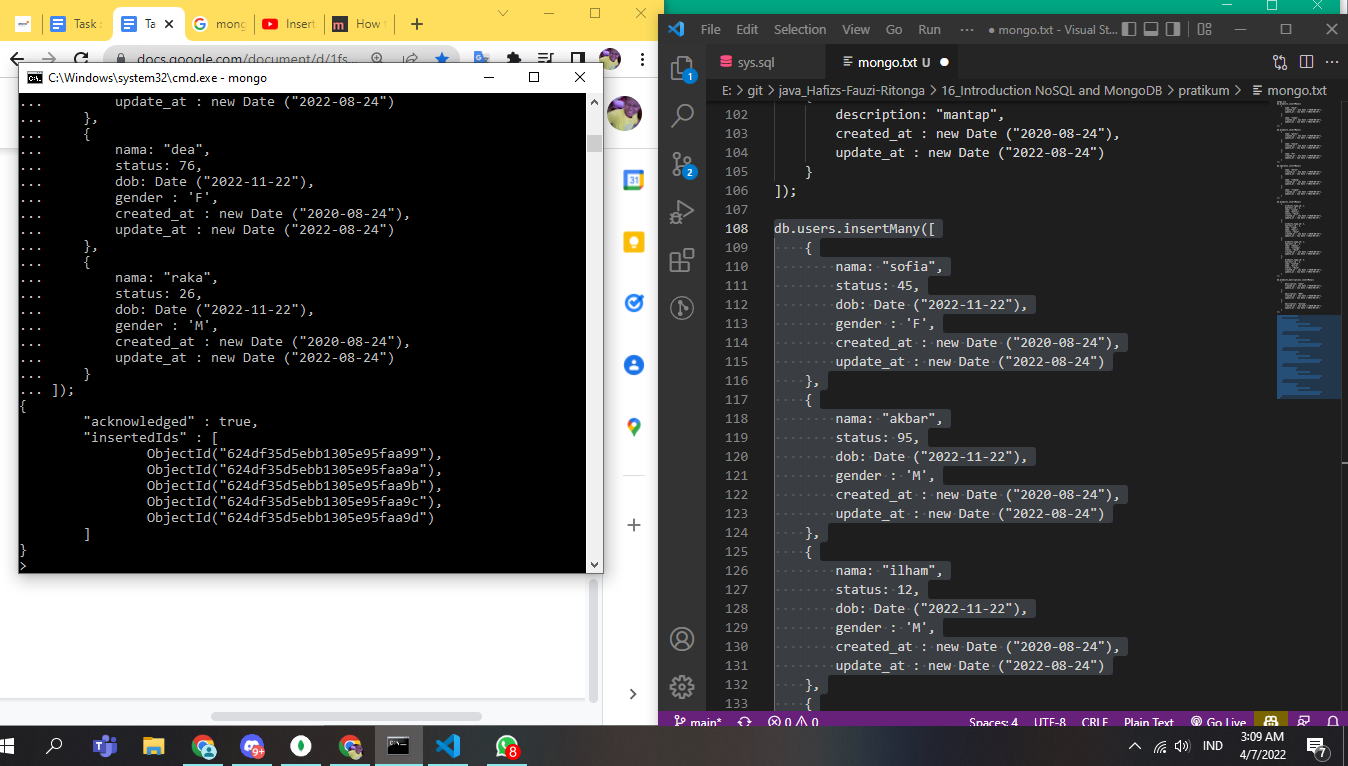 Task :
Ta
mong
Insert
How t
docs.google.com/document/d/1fs...
C:\Windows\system32\cmd.exe - mongo
... update_at : new Date ("2022-08-24")
... },
... {
... nama: "dea",
... status: 76,
... dob: Date ("2022-11-22"),
... gender : 'F',
... created_at : new Date ("2020-08-24"),
... update_at : new Date ("2022-08-24")
... },
... {
... nama: "raka",
... status: 26,
... dob: Date ("2022-11-22"),
... gender : 'M',
... created_at : new Date ("2020-08-24"),
... update_at : new Date ("2022-08-24")
... }
... ]);
{
"acknowledged" : true,
"insertedIds" : [
ObjectId("624df35d5ebb1305e95faa99"),
ObjectId("624df35d5ebb1305e95faa9a"),
ObjectId("624df35d5ebb1305e95faa9b"),
ObjectId("624df35d5ebb1305e95faa9c"),
ObjectId("624df35d5ebb1305e95faa9d")
]
}
>
31
File Edit Selection View Go Run ··· ● mongo.txt - Visual St...
sys.sql
mongo.txt U ●
E: > git > java_Hafizs-Fauzi-Ritonga > 16_Introduction NoSQL and MongoDB > pratikum > mongo.txt
1
2
102 description: "mantap",
103 created_at : new Date ("2020-08-24"),
104 update_at : new Date ("2022-08-24")
105 }
106 ]);
107
108 db.users.insertMany([
109 {
110 nama: "sofia",
111 status: 45,
112 dob: Date ("2022-11-22"),
113 gender : 'F',
114 created_at : new Date ("2020-08-24"),
115 update_at : new Date ("2022-08-24")
116 },
117 {
118 nama: "akbar",
119 status: 95,
120 dob: Date ("2022-11-22"),
121 gender : 'M',
122 created_at : new Date ("2020-08-24"),
123 update_at : new Date ("2022-08-24")
124 },
125 {
126 nama: "ilham",
127 status: 12,
128 dob: Date ("2022-11-22"),
129 gender : 'M',
130 created_at : new Date ("2020-08-24"),
131 update_at : new Date ("2022-08-24")
132 },
133 {
main* 0 0 Spaces: 4 UTF-8 CRLF Plain Text Go Live
9+
8
IND
3:09 AM
4/7/2022
7